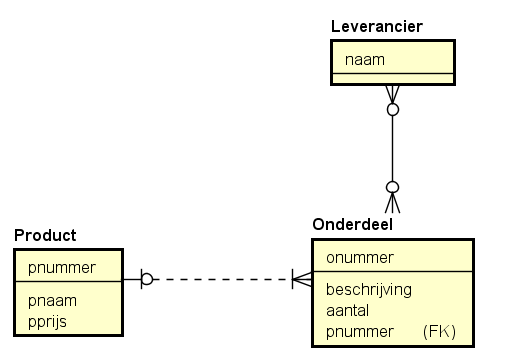 Leverancier
naam
Product
pnummer
pnaam
pprijs
Onderdeel
onummer
beschrijving
aantal
pnummer (FK)